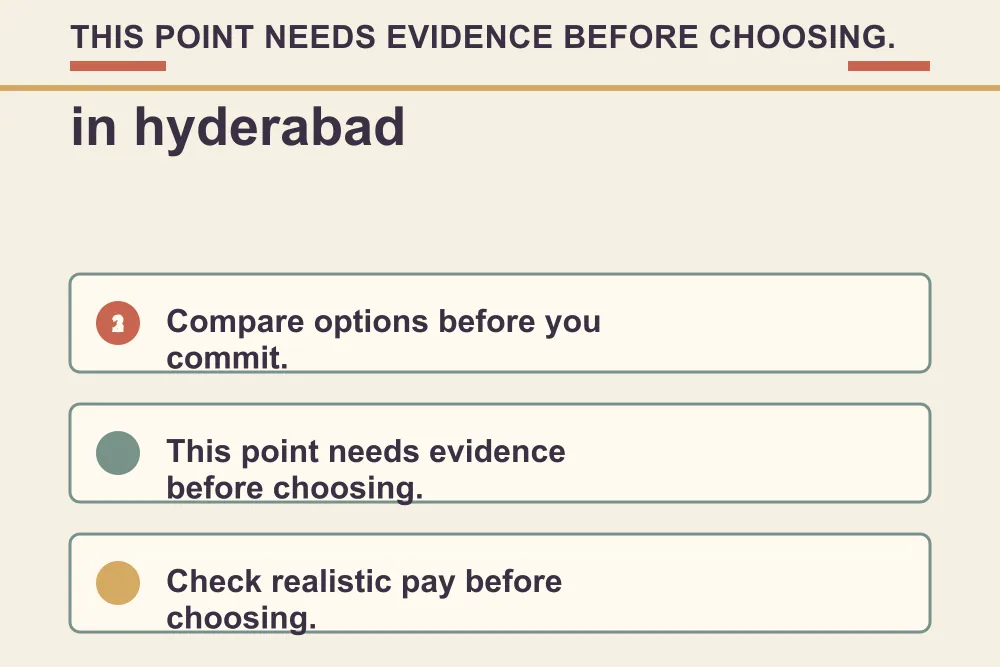 THIS POINT NEEDS EVIDENCE BEFORE CHOOSING.
in hyderabad
Compare options before you
commit.
This point needs evidence
before choosing.
Check realistic pay before
choosing.